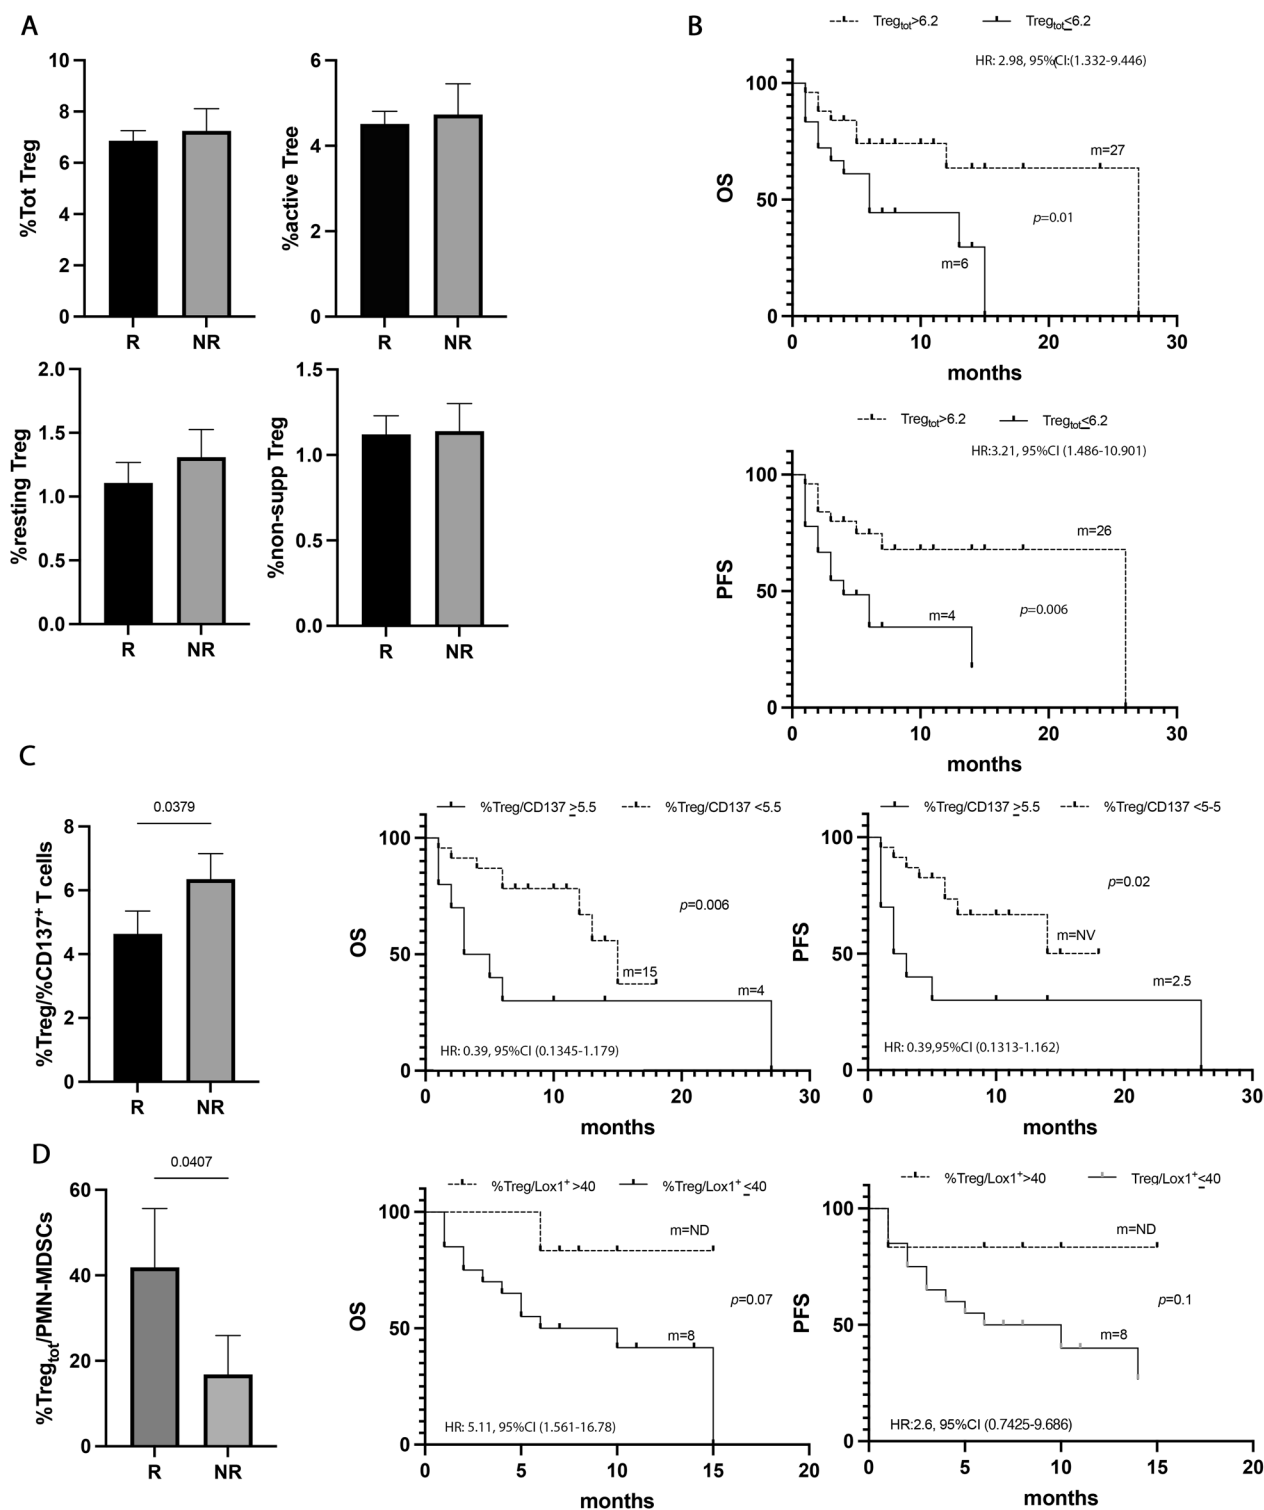 A
10
8
6
4
2
0
%Tot Treg
R NR
6
4
2
0
%active Tree
R NR
2.0
1.5
1.0
0.5
0.0
%resting Treg
R NR
1.5
1.0
0.5
0.0
%non-supp Treg
R NR
B
Tregtot>6.2 Tregtot≤6.2
HR: 2.98, 95%CI:(1.332-9.446)
100
50
0
OS
m=27
p=0.01
m=6
0 10 20 30
months
Tregtot>6.2 Tregtot≤6.2
HR:3.21, 95%CI (1.486-10.901)
100
50
0
PFS
m=26
m=4
p=0.006
0 10 20 30
months
C
0.0379
8
6
4
2
0
%Treg/%CD137+ T cells
R NR
%Treg/CD137 ≥5.5 %Treg/CD137 <5.5
100
50
0
OS
p=0.006
m=15
m=4
HR: 0.39, 95%CI (0.1345-1.179)
0 10 20 30
months
%Treg/CD137 ≥5.5 %Treg/CD137 <5-5
100
50
0
PFS
p=0.02
m=NV
m=2.5
HR: 0.39,95%CI (0.1313-1.162)
0 10 20 30
months
D
0.0407
60
40
20
0
%Tregtot/PMN-MDSCs
R NR
%Treg/Lox1+ >40 %Treg/Lox1+ ≤40
100
50
0
OS
m=ND
p=0.07
m=8
HR: 5.11, 95%CI (1.561-16.78)
0 5 10 15 20
months
%Treg/Lox1+>40 Treg/Lox1+≤40
100
50
0
PFS
m=ND
p=0.1
m=8
HR:2.6, 95%CI (0.7425-9.686)
0 5 10 15 20
months